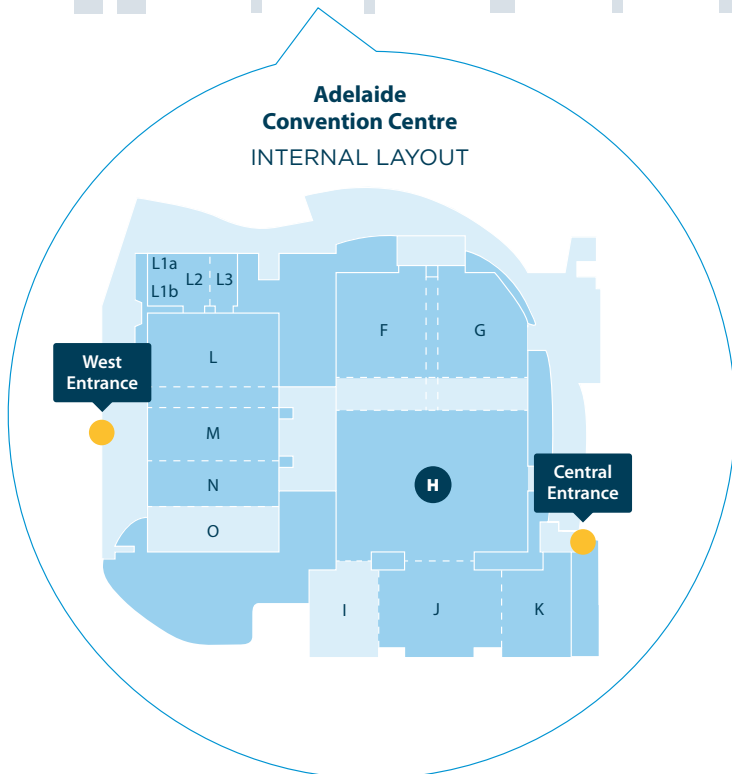 Adelaide
Convention Centre
INTERNAL LAYOUT
L1a
L2
L3
L1b
F
G
L
West
Entrance
M
Central
Entrance
H
N
O
I
J
K